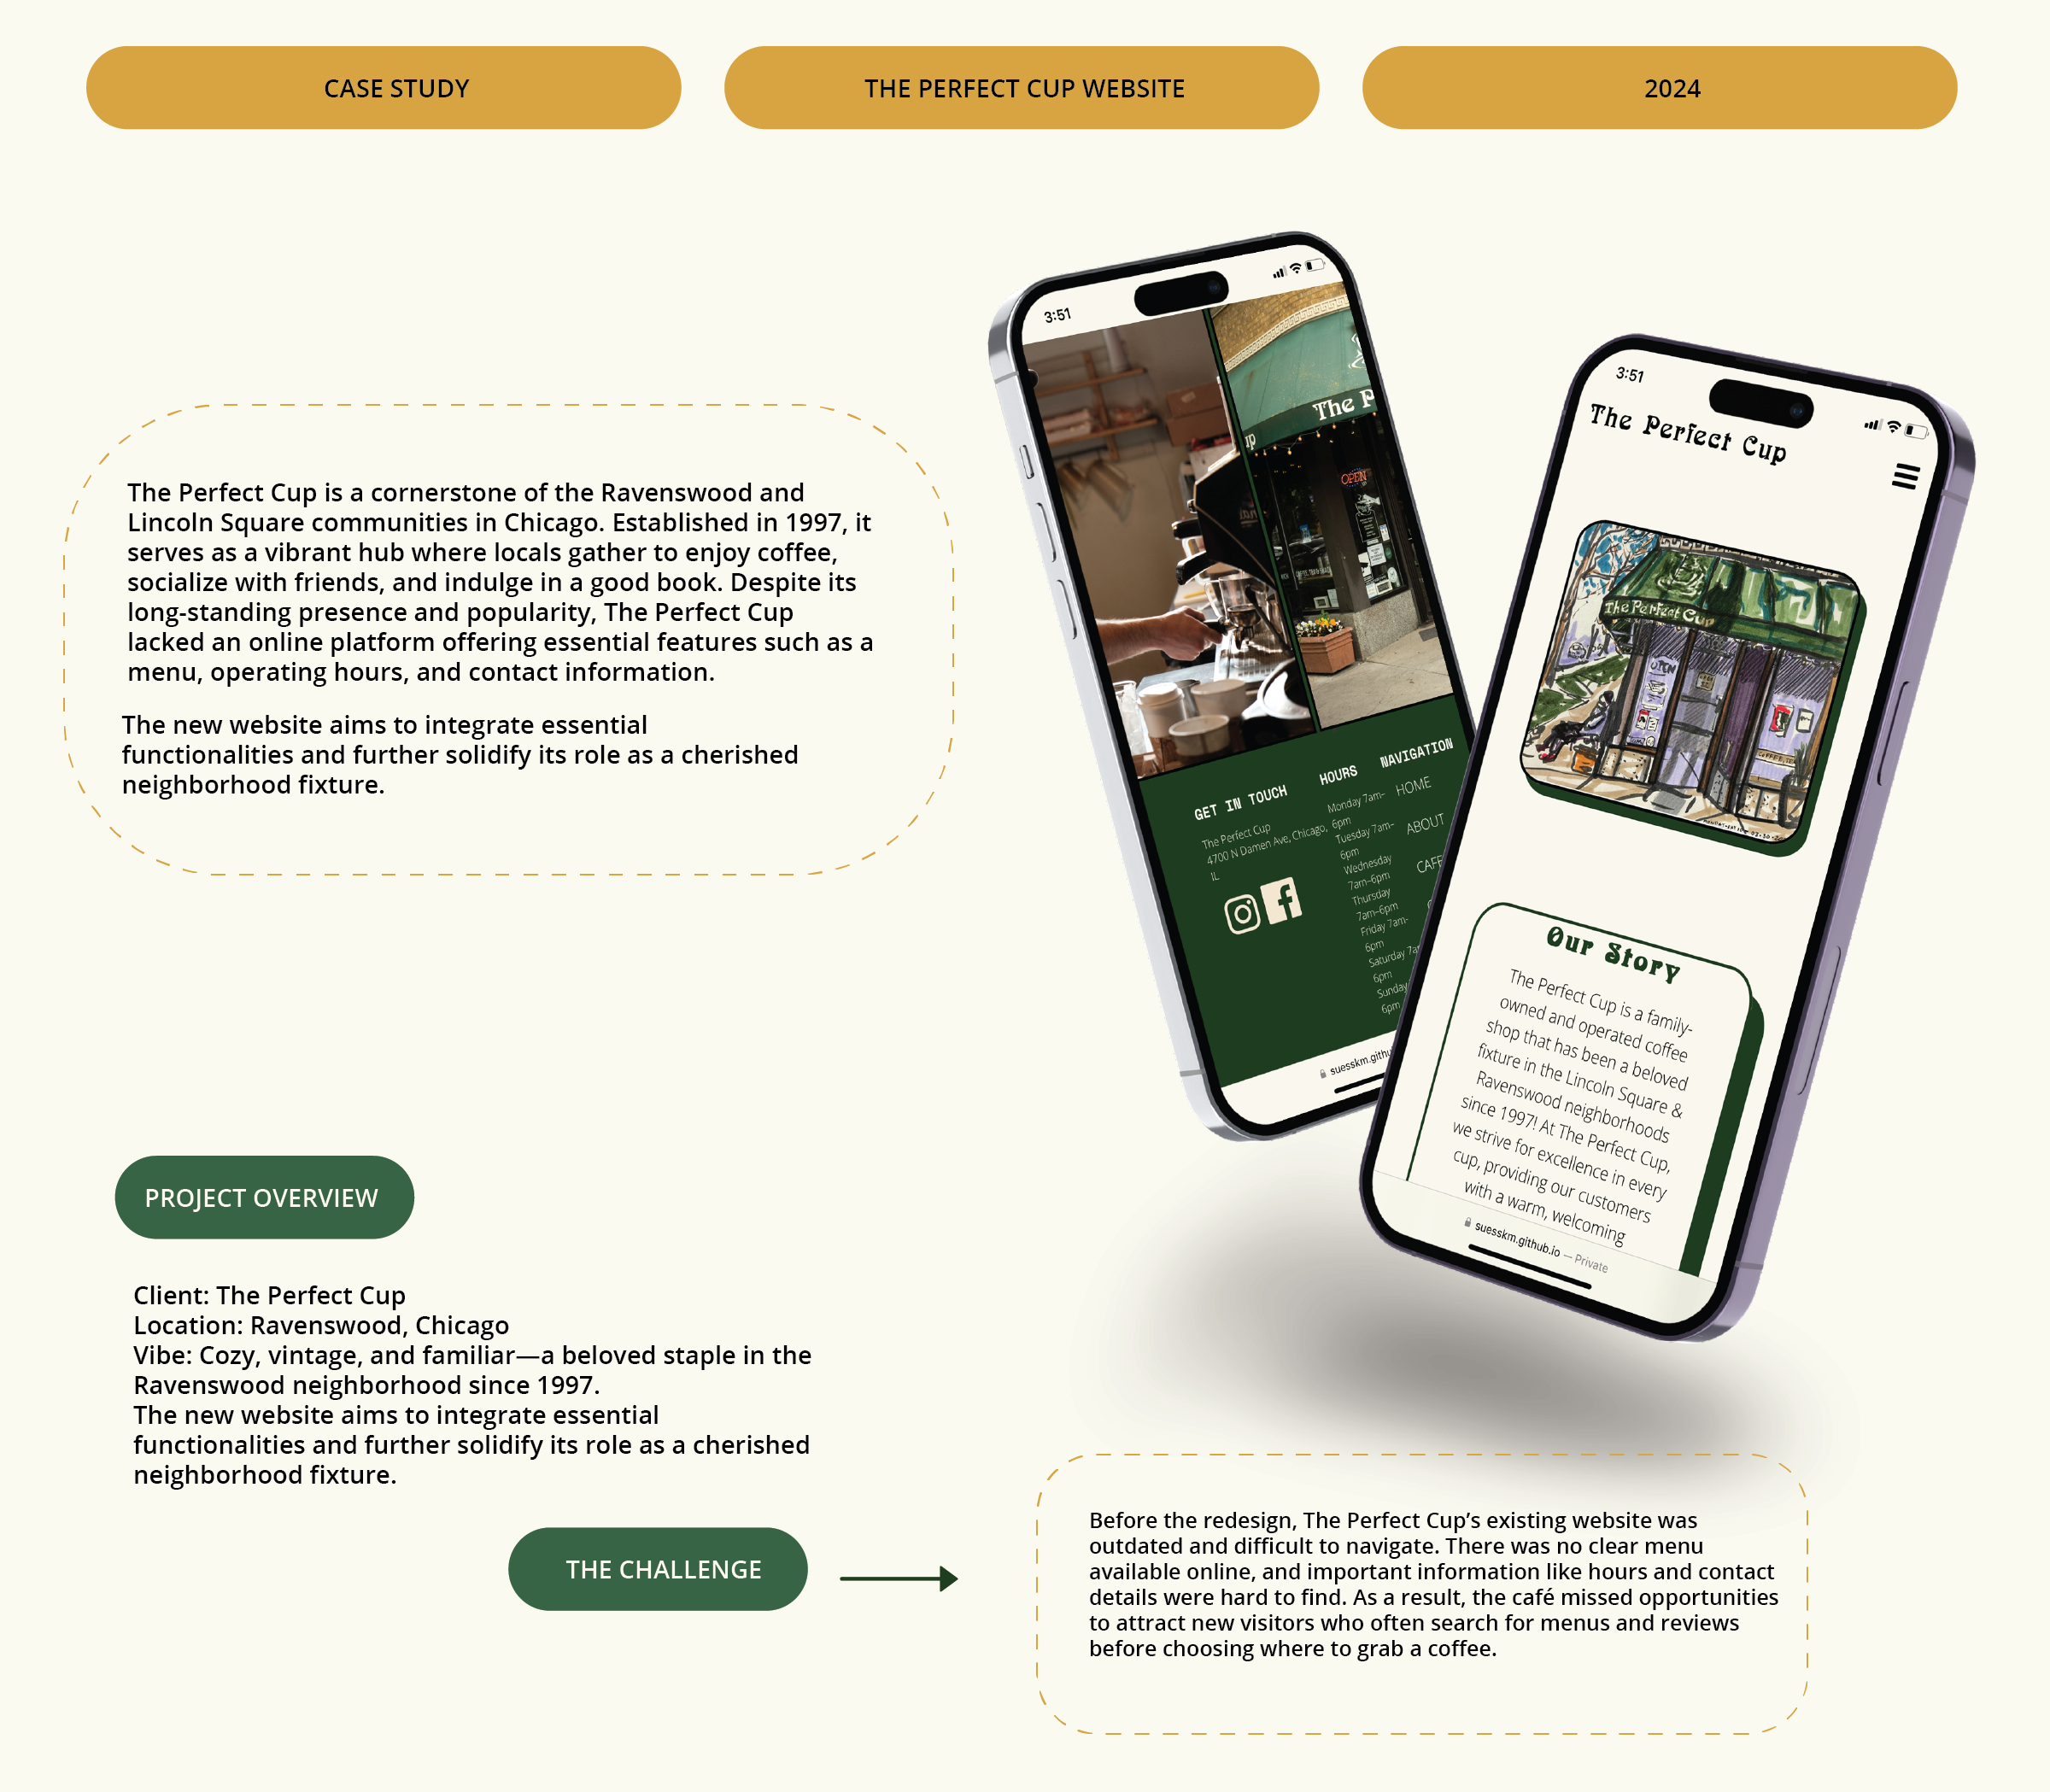 CASE STUDY
THE PERFECT CUP WEBSITE
2024
The Perfect Cup is a cornerstone of the Ravenswood and
Lincoln Square communities in Chicago. Established in 1997, it
serves as a vibrant hub where locals gather to enjoy coffee,
socialize with friends, and indulge in a good book. Despite its
long-standing presence and popularity, The Perfect Cup
lacked an online platform offering essential features such as a
menu, operating hours, and contact information.
The new website aims to integrate essential
functionalities and further solidify its role as a cherished
neighborhood fixture.
3:51
The P
up
OPEN
GET IN TOUCH
The Perfect Cup
4700 N Damen Ave, Chicago,
IL
HOURS
Monday 7am-
6pm
Tuesday 7am-
6pm
Wednesday
7am-6pm
Thursday
7am-6pm
Friday 7am-
6pm
Saturday 7a
6pm
Sunday
6pm
NAVIGATION
HOME
ABOUT
CAFE
suesskm.githu
3:51
The Perfect Cup
The Perfect Cup
OPEN
Our Story
The Perfect Cup is a family-
owned and operated coffee
shop that has been a beloved
fixture in the Lincoln Square &
Ravenswood neighborhoods
since 1997! At The Perfect Cup,
we strive for excellence in every
cup, providing our customers
with a warm, welcoming
suesskm.github.io — Private
PROJECT OVERVIEW
Client: The Perfect Cup
Location: Ravenswood, Chicago
Vibe: Cozy, vintage, and familiar—a beloved staple in the
Ravenswood neighborhood since 1997.
The new website aims to integrate essential
functionalities and further solidify its role as a cherished
neighborhood fixture.
THE CHALLENGE
Before the redesign, The Perfect Cup’s existing website was
outdated and difficult to navigate. There was no clear menu
available online, and important information like hours and contact
details were hard to find. As a result, the café missed opportunities
to attract new visitors who often search for menus and reviews
before choosing where to grab a coffee.